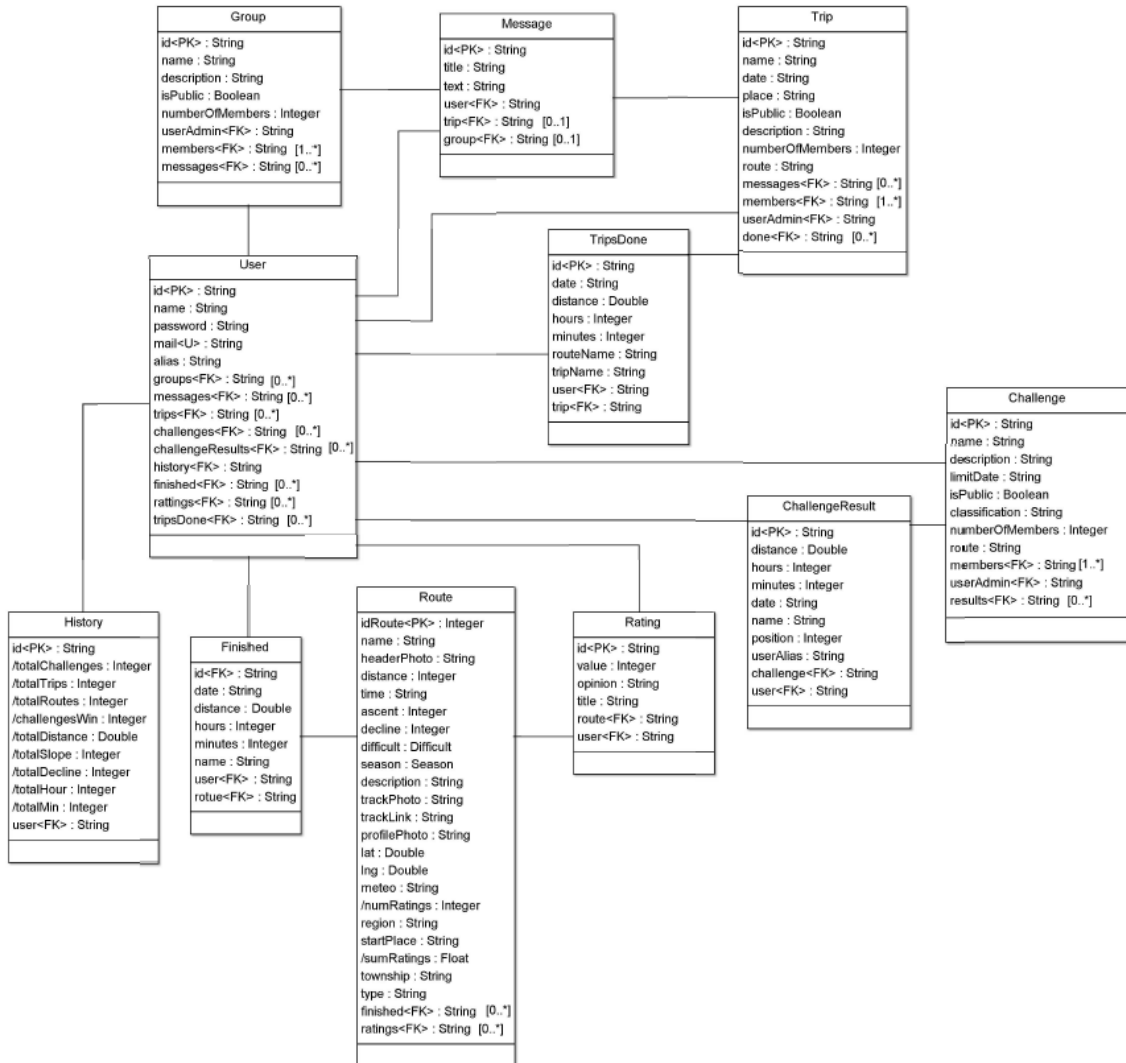 Group
id<PK> : String
name : String
description : String
isPublic : Boolean
numberOfMembers : Integer
userAdmin<FK> : String
members<FK> : String [1..*]
messages<FK> : String [0..*]
Message
id<PK> : String
title : String
text : String
user<FK> : String
trip<FK> : String [0..1]
group<FK> : String [0..1]
Trip
id<PK> : String
name : String
date : String
place : String
isPublic : Boolean
description : String
numberOfMembers : Integer
route : String
messages<FK> : String [0..*]
members<FK> : String [1..*]
userAdmin<FK> : String
done<FK> : String [0..*]
TripsDone
id<PK> : String
date : String
distance : Double
hours : Integer
minutes : Integer
routeName : String
tripName : String
user<FK> : String
trip<FK> : String
User
id<PK> : String
name : String
password : String
mail<U> : String
alias : String
groups<FK> : String [0..*]
messages<FK> : String [0..*]
trips<FK> : String [0..*]
challenges<FK> : String [0..*]
challengeResults<FK> : String [0..*]
history<FK> : String
finished<FK> : String [0..*]
rattings<FK> : String [0..*]
tripsDone<FK> : String [0..*]
Challenge
id<PK> : String
name : String
description : String
limitDate : String
isPublic : Boolean
classification : String
numberOfMembers : Integer
route : String
members<FK> : String [1..*]
userAdmin<FK> : String
results<FK> : String [0..*]
ChallengeResult
id<PK> : String
distance : Double
hours : Integer
minutes : Integer
date : String
name : String
position : Integer
userAlias : String
challenge<FK> : String
user<FK> : String
History
id<PK> : String
/totalChallenges : Integer
/totalTrips : Integer
/totalRoutes : Integer
/challengesWin : Integer
/totalDistance : Double
/totalSlope : Integer
/totalDecline : Integer
/totalHour : Integer
/totalMin : Integer
user<FK> : String
Finished
id<FK> : String
date : String
distance : Double
hours : Integer
minutes : Integer
name : String
user<FK> : String
rotue<FK> : String
Route
idRoute<PK> : Integer
name : String
headerPhoto : String
distance : Integer
time : String
ascent : Integer
decline : Integer
difficult : Difficult
season : Season
description : String
trackPhoto : String
trackLink : String
profilePhoto : String
lat : Double
lng : Double
meteo : String
/numRatings : Integer
region : String
startPlace : String
/sumRatings : Float
township : String
type : String
finished<FK> : String [0..*]
ratings<FK> : String [0..*]
Rating
id<PK> : String
value : Integer
opinion : String
title : String
route<FK> : String
user<FK> : String